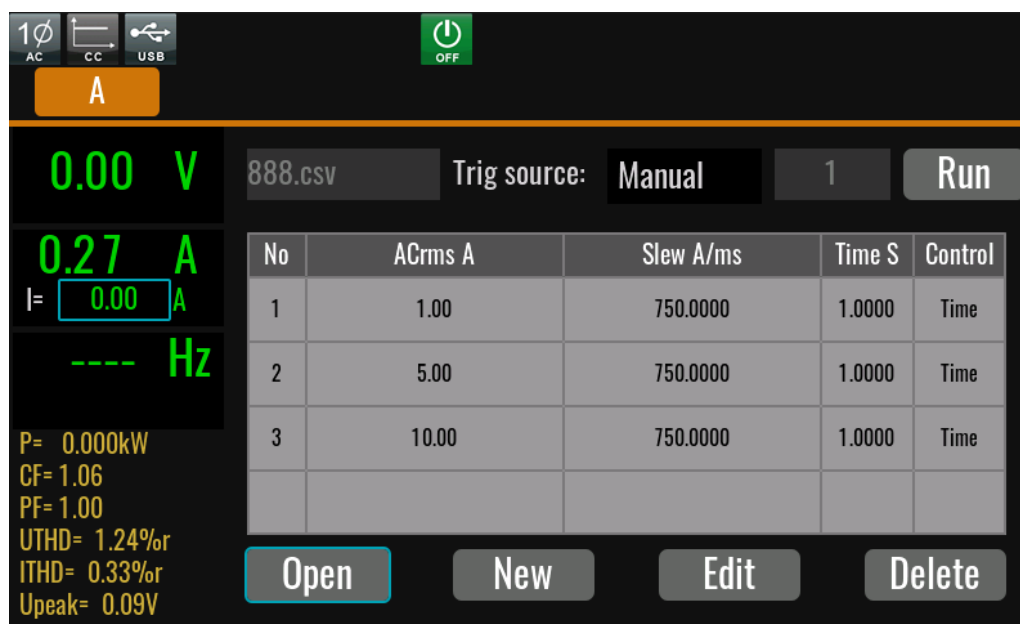 1Ø AC CC USB OFF
A
0.00 V
0.27 A
I= 0.00 A
---- Hz
P= 0.000kW
CF= 1.06
PF= 1.00
UTHD= 1.24%r
ITHD= 0.33%r
Upeak= 0.09V
888.csv Trig source: Manual 1 Run
No ACrms A Slew A/ms Time S Control
1 1.00 750.0000 1.0000 Time
2 5.00 750.0000 1.0000 Time
3 10.00 750.0000 1.0000 Time
Open New Edit Delete